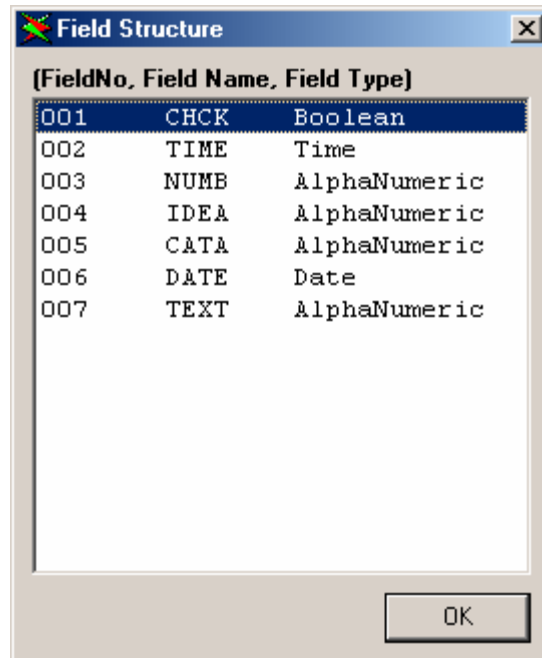 Field Structure
(FieldNo, Field Name, Field Type)
001 CHCK Boolean
002 TIME Time
003 NUMB AlphaNumeric
004 IDEA AlphaNumeric
005 CATA AlphaNumeric
006 DATE Date
007 TEXT AlphaNumeric
OK